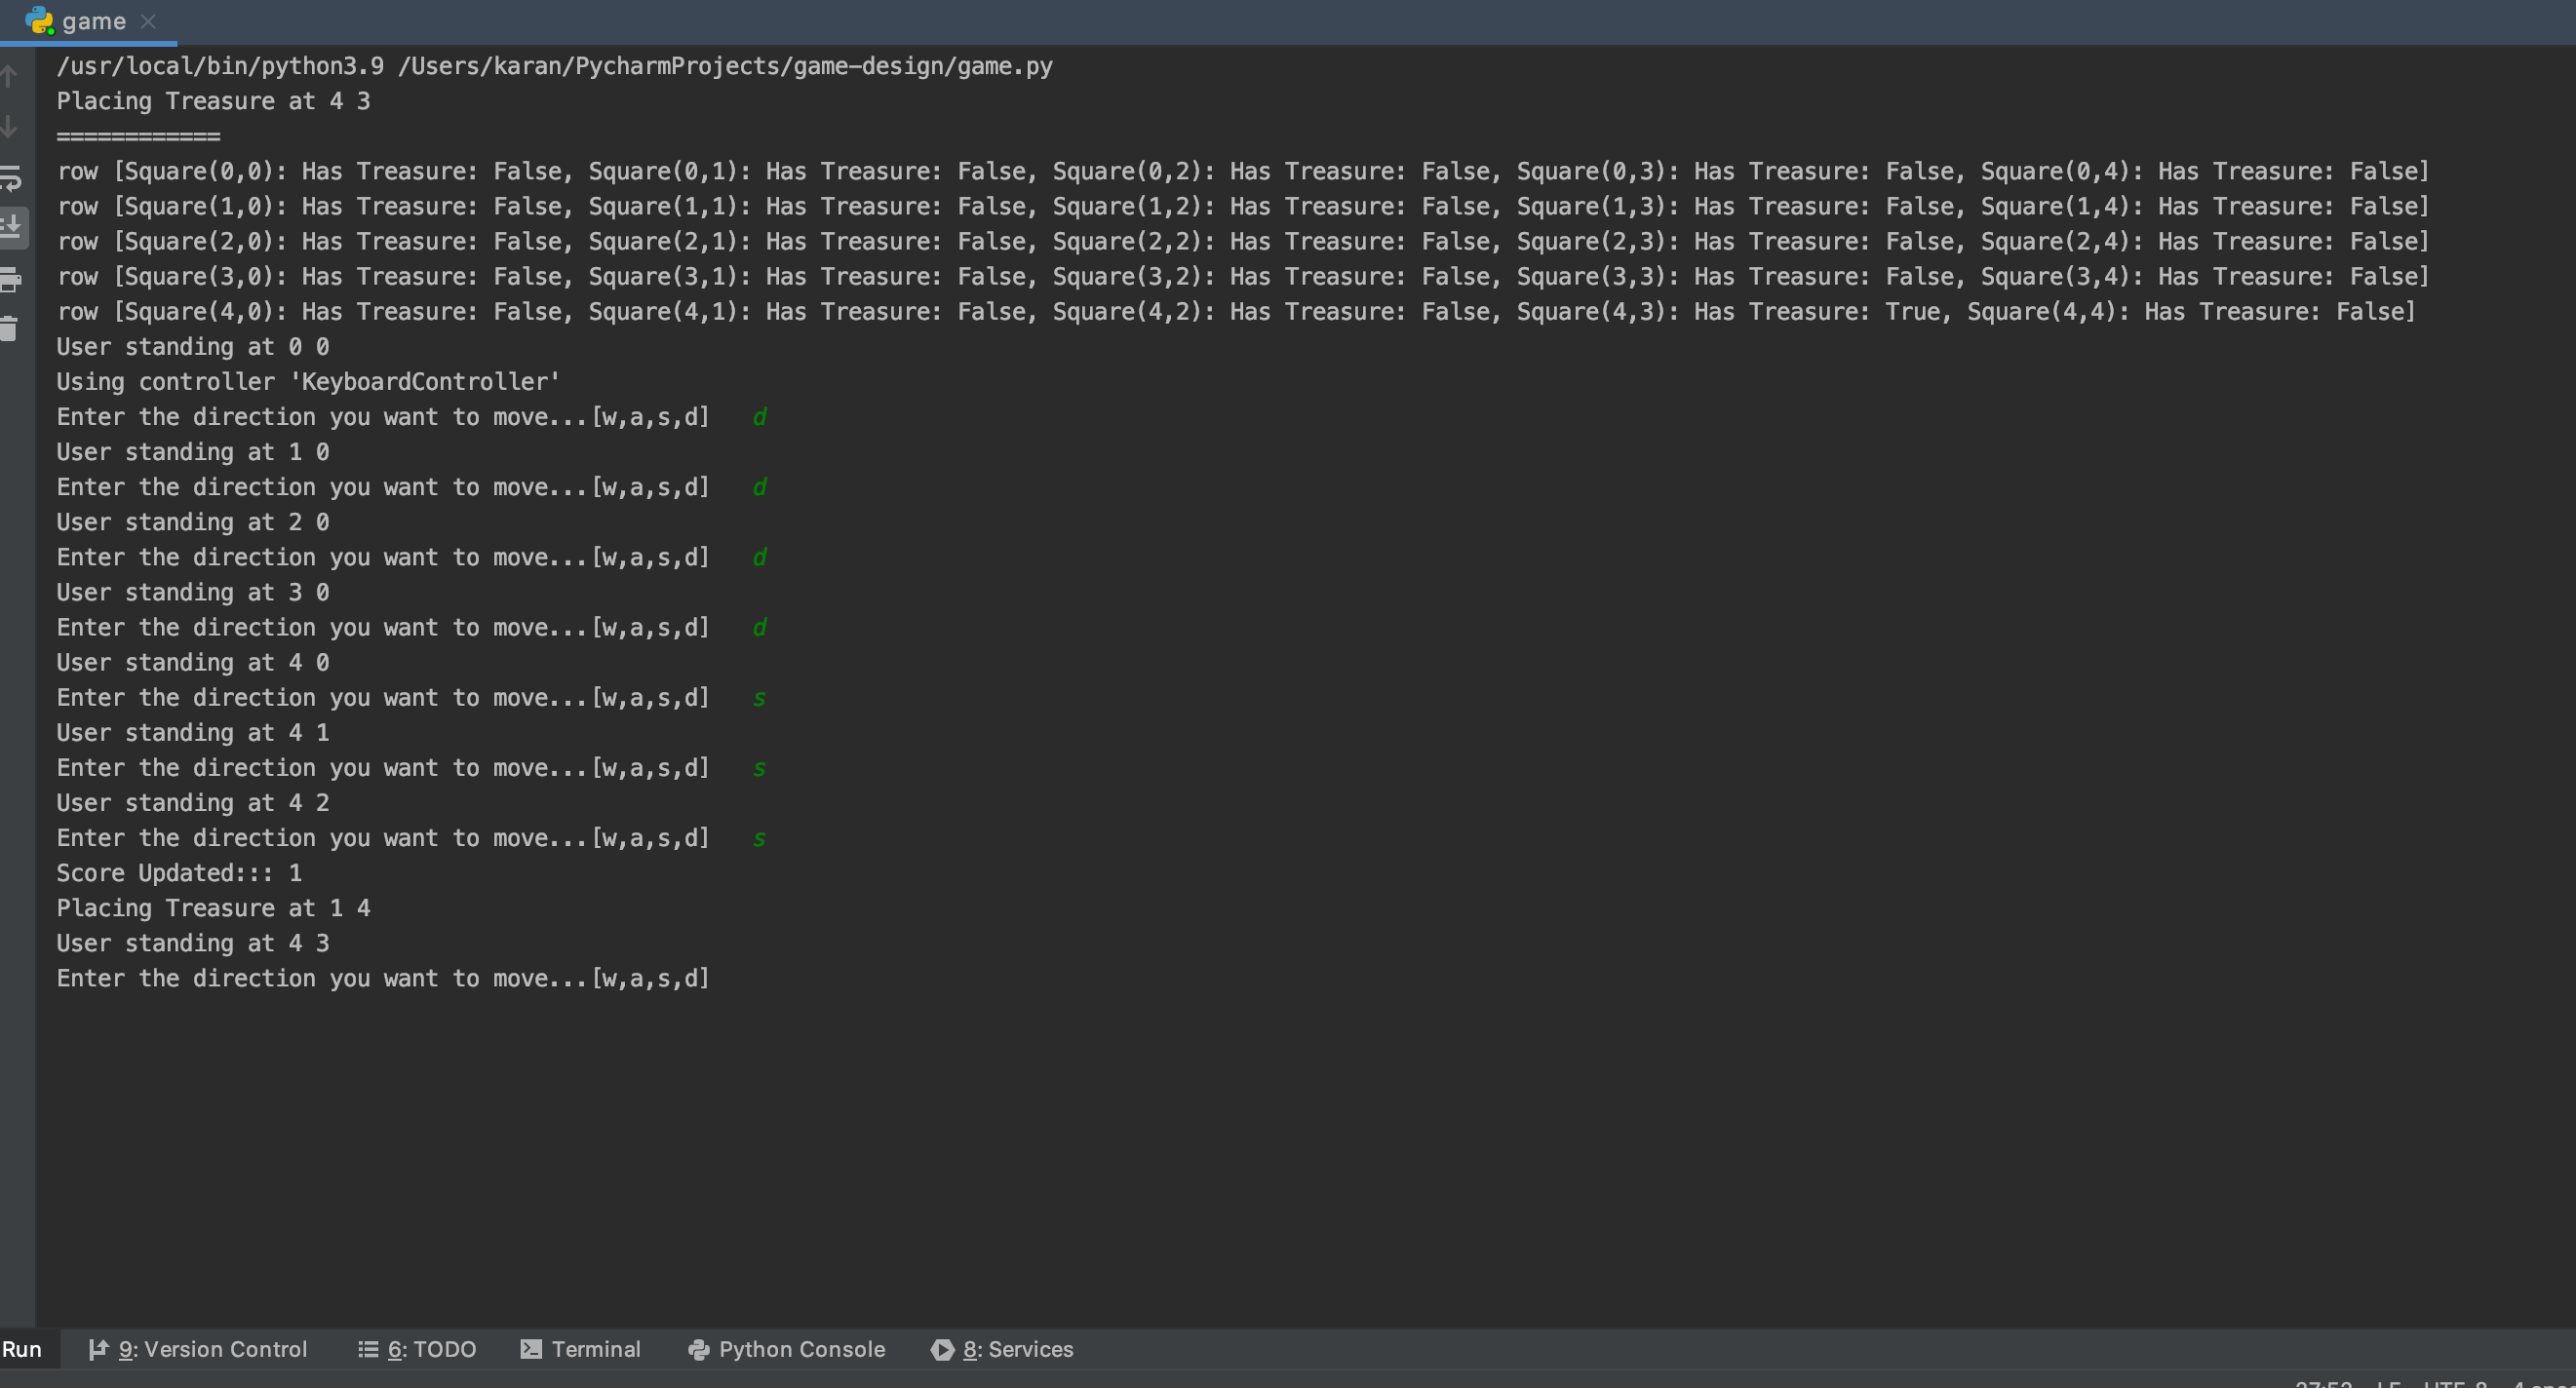 game
/usr/local/bin/python3.9 /Users/karan/PycharmProjects/game-design/game.py
Placing Treasure at 4 3
============
row [Square(0,0): Has Treasure: False, Square(0,1): Has Treasure: False, Square(0,2): Has Treasure: False, Square(0,3): Has Treasure: False, Square(0,4): Has Treasure: False]
row [Square(1,0): Has Treasure: False, Square(1,1): Has Treasure: False, Square(1,2): Has Treasure: False, Square(1,3): Has Treasure: False, Square(1,4): Has Treasure: False]
row [Square(2,0): Has Treasure: False, Square(2,1): Has Treasure: False, Square(2,2): Has Treasure: False, Square(2,3): Has Treasure: False, Square(2,4): Has Treasure: False]
row [Square(3,0): Has Treasure: False, Square(3,1): Has Treasure: False, Square(3,2): Has Treasure: False, Square(3,3): Has Treasure: False, Square(3,4): Has Treasure: False]
row [Square(4,0): Has Treasure: False, Square(4,1): Has Treasure: False, Square(4,2): Has Treasure: False, Square(4,3): Has Treasure: True, Square(4,4): Has Treasure: False]
User standing at 0 0
Using controller 'KeyboardController'
Enter the direction you want to move...[w,a,s,d] d
User standing at 1 0
Enter the direction you want to move...[w,a,s,d] d
User standing at 2 0
Enter the direction you want to move...[w,a,s,d] d
User standing at 3 0
Enter the direction you want to move...[w,a,s,d] d
User standing at 4 0
Enter the direction you want to move...[w,a,s,d] s
User standing at 4 1
Enter the direction you want to move...[w,a,s,d] s
User standing at 4 2
Enter the direction you want to move...[w,a,s,d] s
Score Updated::: 1
Placing Treasure at 1 4
User standing at 4 3
Enter the direction you want to move...[w,a,s,d]
Run 9: Version Control 6: TODO Terminal Python Console 8: Services